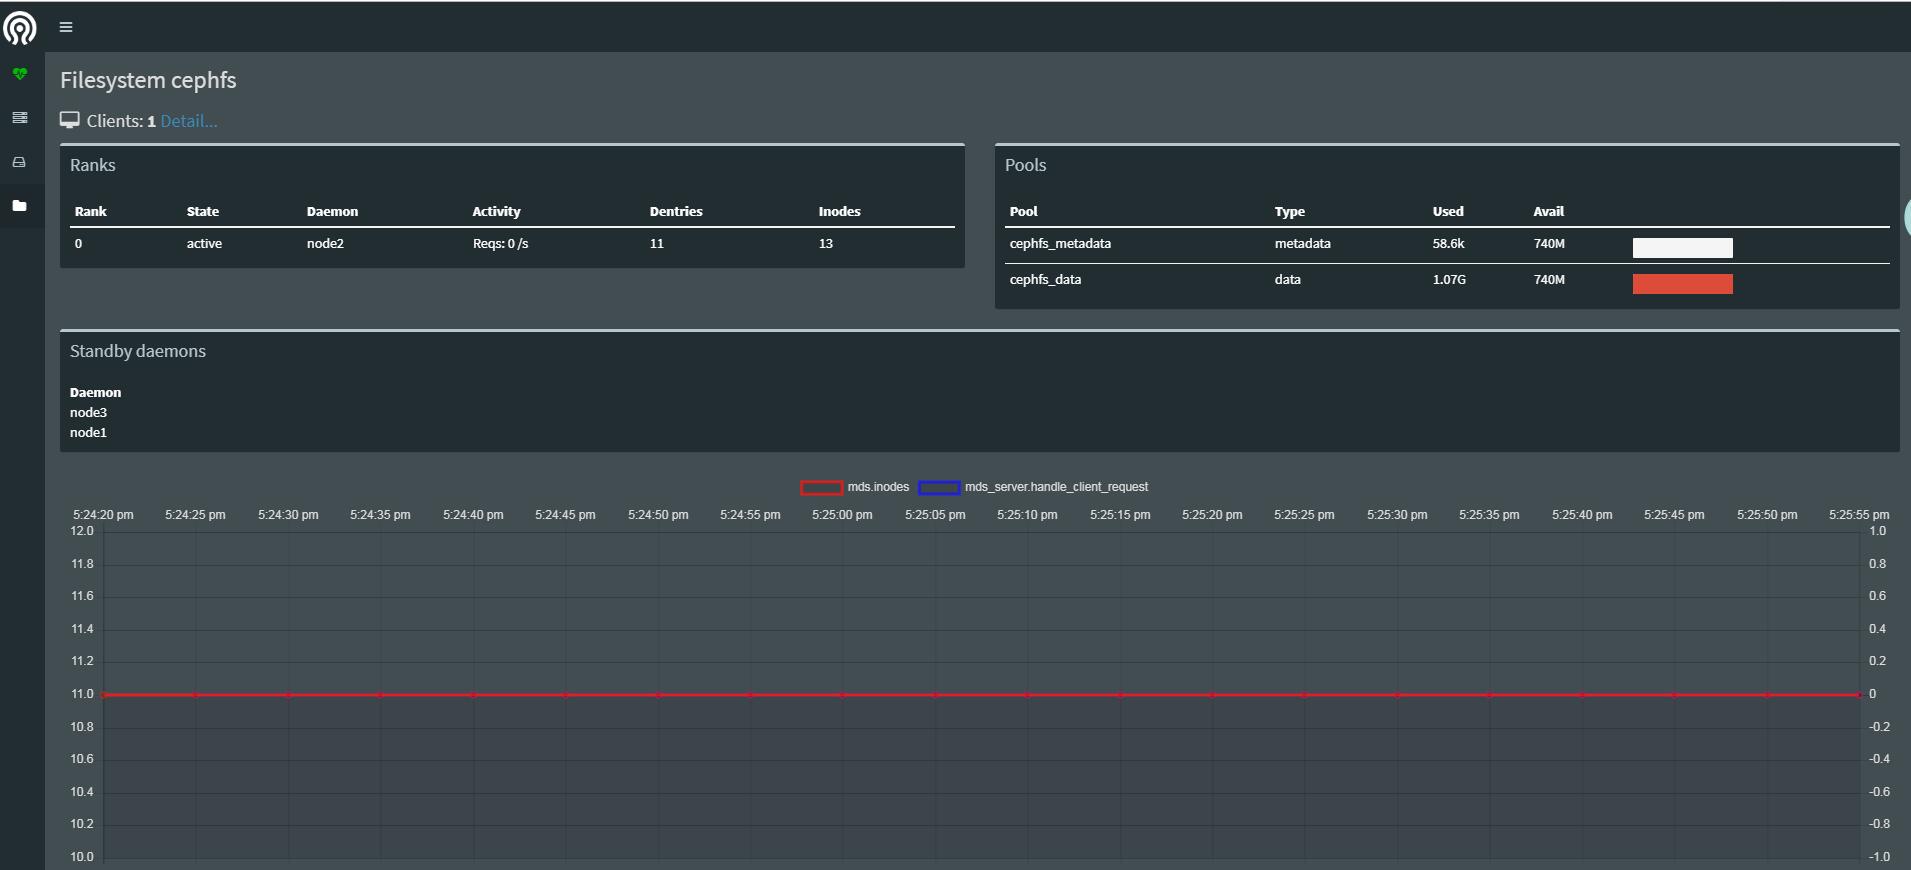 Filesystem cephfs
Clients: 1 Detail...
Ranks
Rank State Daemon Activity Dentries Inodes
0 active node2 Reqs: 0 /s 11 13
Pools
Pool Type Used Avail
cephfs_metadata metadata 58.6k 740M
cephfs_data data 1.07G 740M
Standby daemons
Daemon
node3
node1
mds.inodes mds_server.handle_client_request
5:24:20 pm 5:24:25 pm 5:24:30 pm 5:24:35 pm 5:24:40 pm 5:24:45 pm 5:24:50 pm 5:24:55 pm 5:25:00 pm 5:25:05 pm 5:25:10 pm 5:25:15 pm 5:25:20 pm 5:25:25 pm 5:25:30 pm 5:25:35 pm 5:25:40 pm 5:25:45 pm 5:25:50 pm 5:25:55 pm
12.0 1.0
11.8 0.8
11.6 0.6
11.4 0.4
11.2 0.2
11.0 0
10.8 -0.2
10.6 -0.4
10.4 -0.6
10.2 -0.8
10.0 -1.0